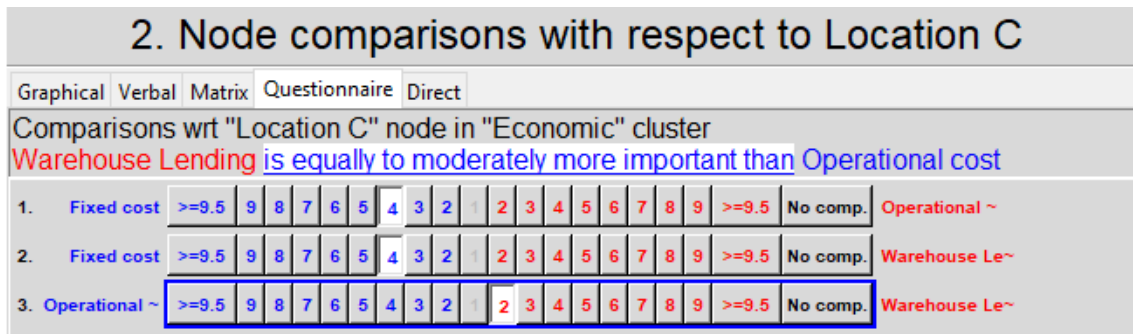 2. Node comparisons with respect to Location C
Graphical Verbal Matrix Questionnaire Direct
Comparisons wrt "Location C" node in "Economic" cluster
Warehouse Lending is equally to moderately more important than Operational cost
1. Fixed cost >=9.5 9 8 7 6 5 4 3 2 1 2 3 4 5 6 7 8 9 >=9.5 No comp. Operational ~
2. Fixed cost >=9.5 9 8 7 6 5 4 3 2 1 2 3 4 5 6 7 8 9 >=9.5 No comp. Warehouse Le~
3. Operational ~ >=9.5 9 8 7 6 5 4 3 2 1 2 3 4 5 6 7 8 9 >=9.5 No comp. Warehouse Le~